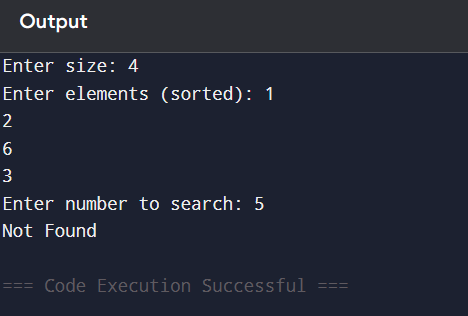 Output
Enter size: 4
Enter elements (sorted): 1
2
6
3
Enter number to search: 5
Not Found
=== Code Execution Successful ===